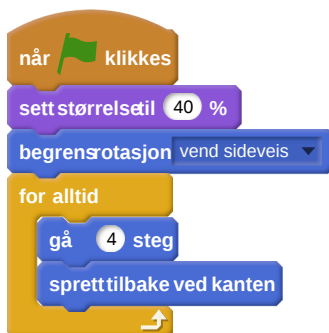 når klikkes
sett størrelse til 40 %
begrens rotasjon vend sideveis
for alltid
gå 4 steg
sprett tilbake ved kanten